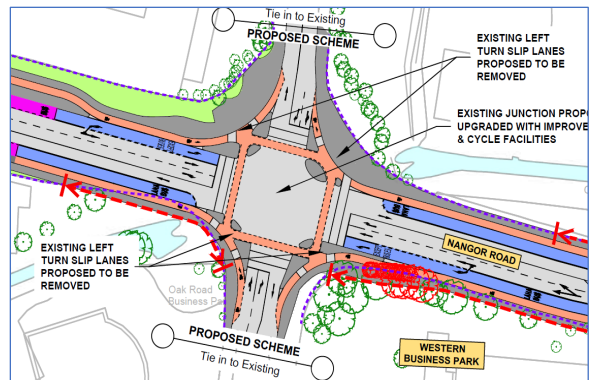 Tie in to Existing
PROPOSED SCHEME
EXISTING LEFT
TURN SLIP LANES
PROPOSED TO BE
REMOVED
EXISTING JUNCTION PROPO
UPGRADED WITH IMPROVE
& CYCLE FACILITIES
NANGOR ROAD
EXISTING LEFT
TURN SLIP LANES
PROPOSED TO BE
REMOVED
Oak Road
Business Pa
PROPOSED SCHEME
Tie in to Existing
WESTERN
BUSINESS PARK